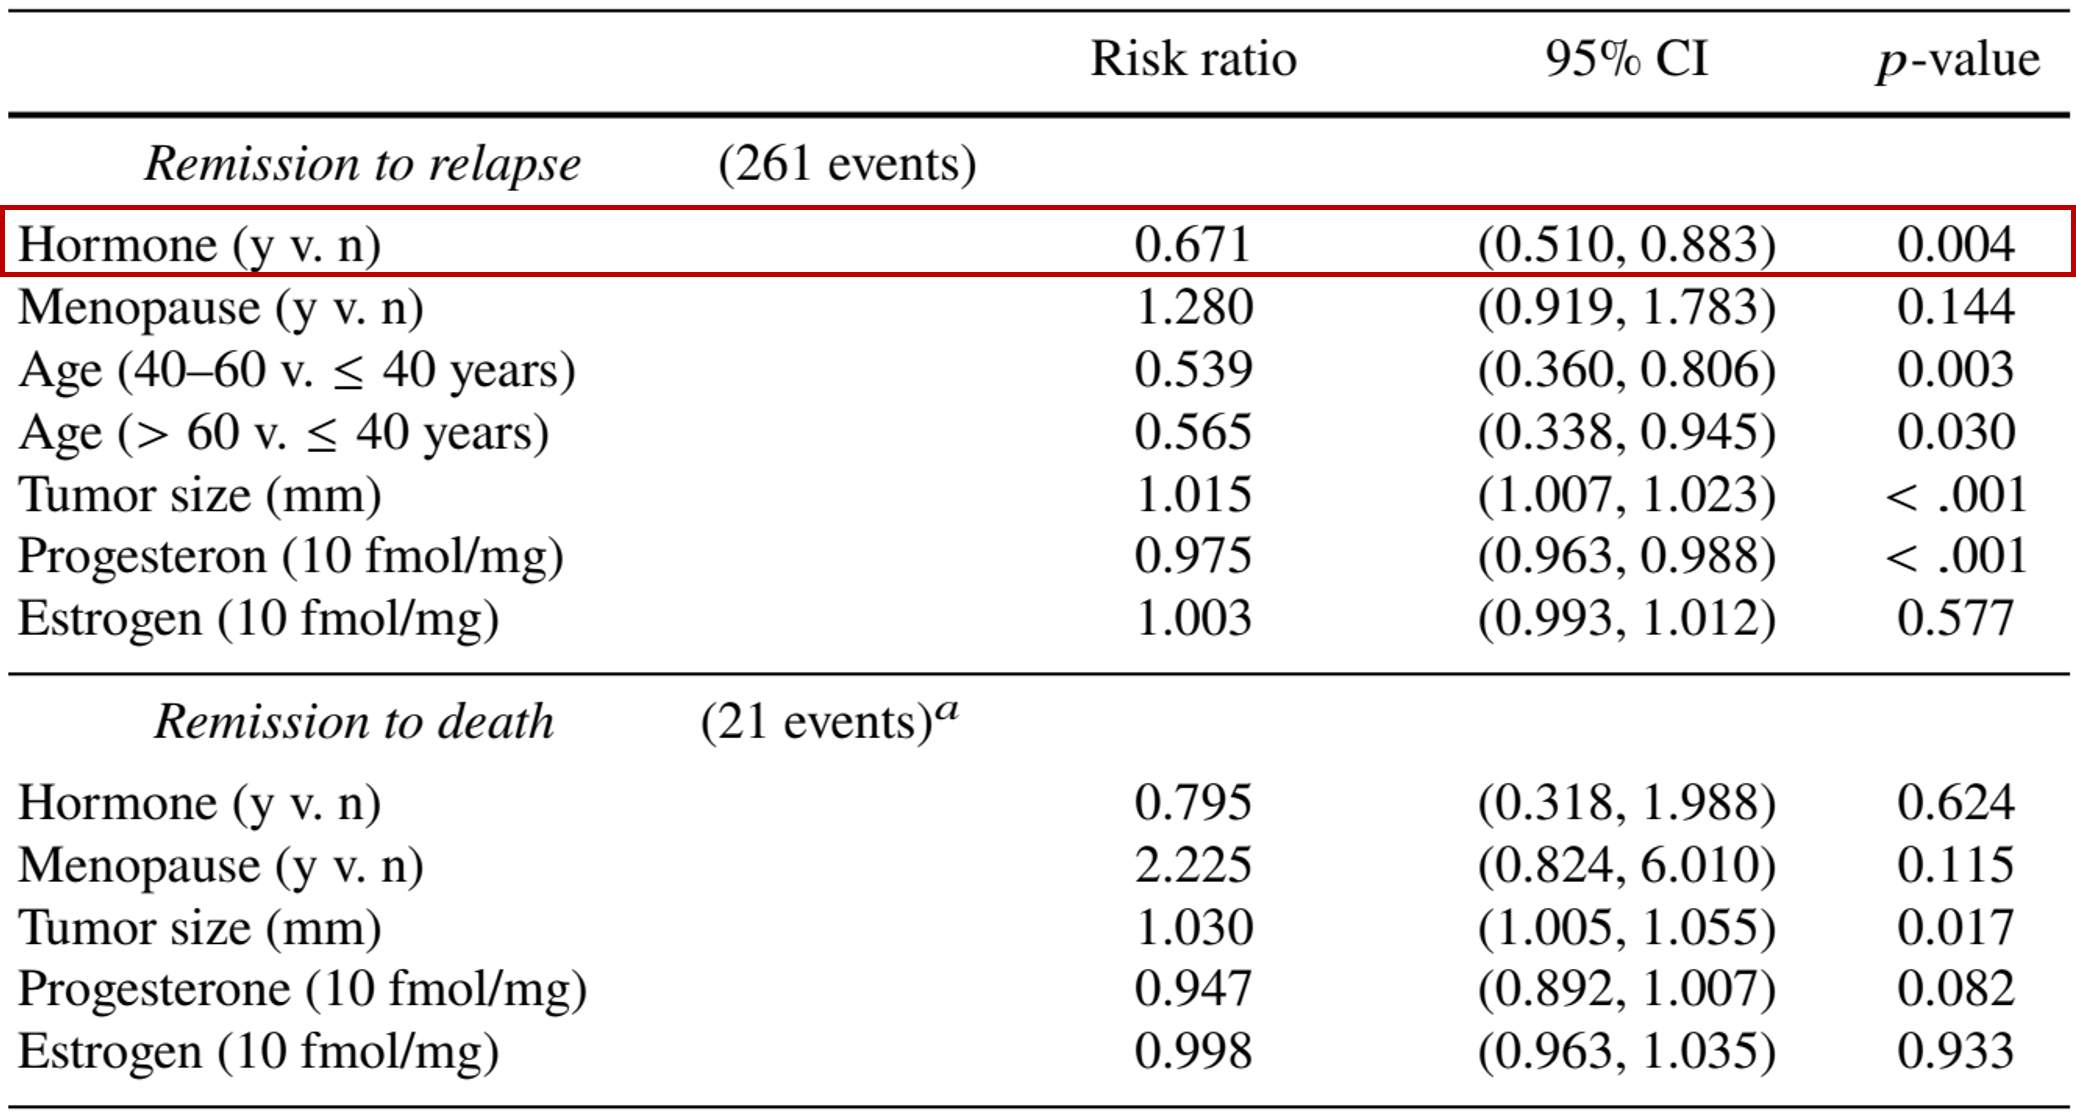 Risk ratio 95% CI p-value
Remission to relapse (261 events)
Hormone (y v. n) 0.671 (0.510, 0.883) 0.004
Menopause (y v. n) 1.280 (0.919, 1.783) 0.144
Age (40–60 v. ≤ 40 years) 0.539 (0.360, 0.806) 0.003
Age (> 60 v. ≤ 40 years) 0.565 (0.338, 0.945) 0.030
Tumor size (mm) 1.015 (1.007, 1.023) < .001
Progesteron (10 fmol/mg) 0.975 (0.963, 0.988) < .001
Estrogen (10 fmol/mg) 1.003 (0.993, 1.012) 0.577
Remission to death (21 events)a
Hormone (y v. n) 0.795 (0.318, 1.988) 0.624
Menopause (y v. n) 2.225 (0.824, 6.010) 0.115
Tumor size (mm) 1.030 (1.005, 1.055) 0.017
Progesterone (10 fmol/mg) 0.947 (0.892, 1.007) 0.082
Estrogen (10 fmol/mg) 0.998 (0.963, 1.035) 0.933